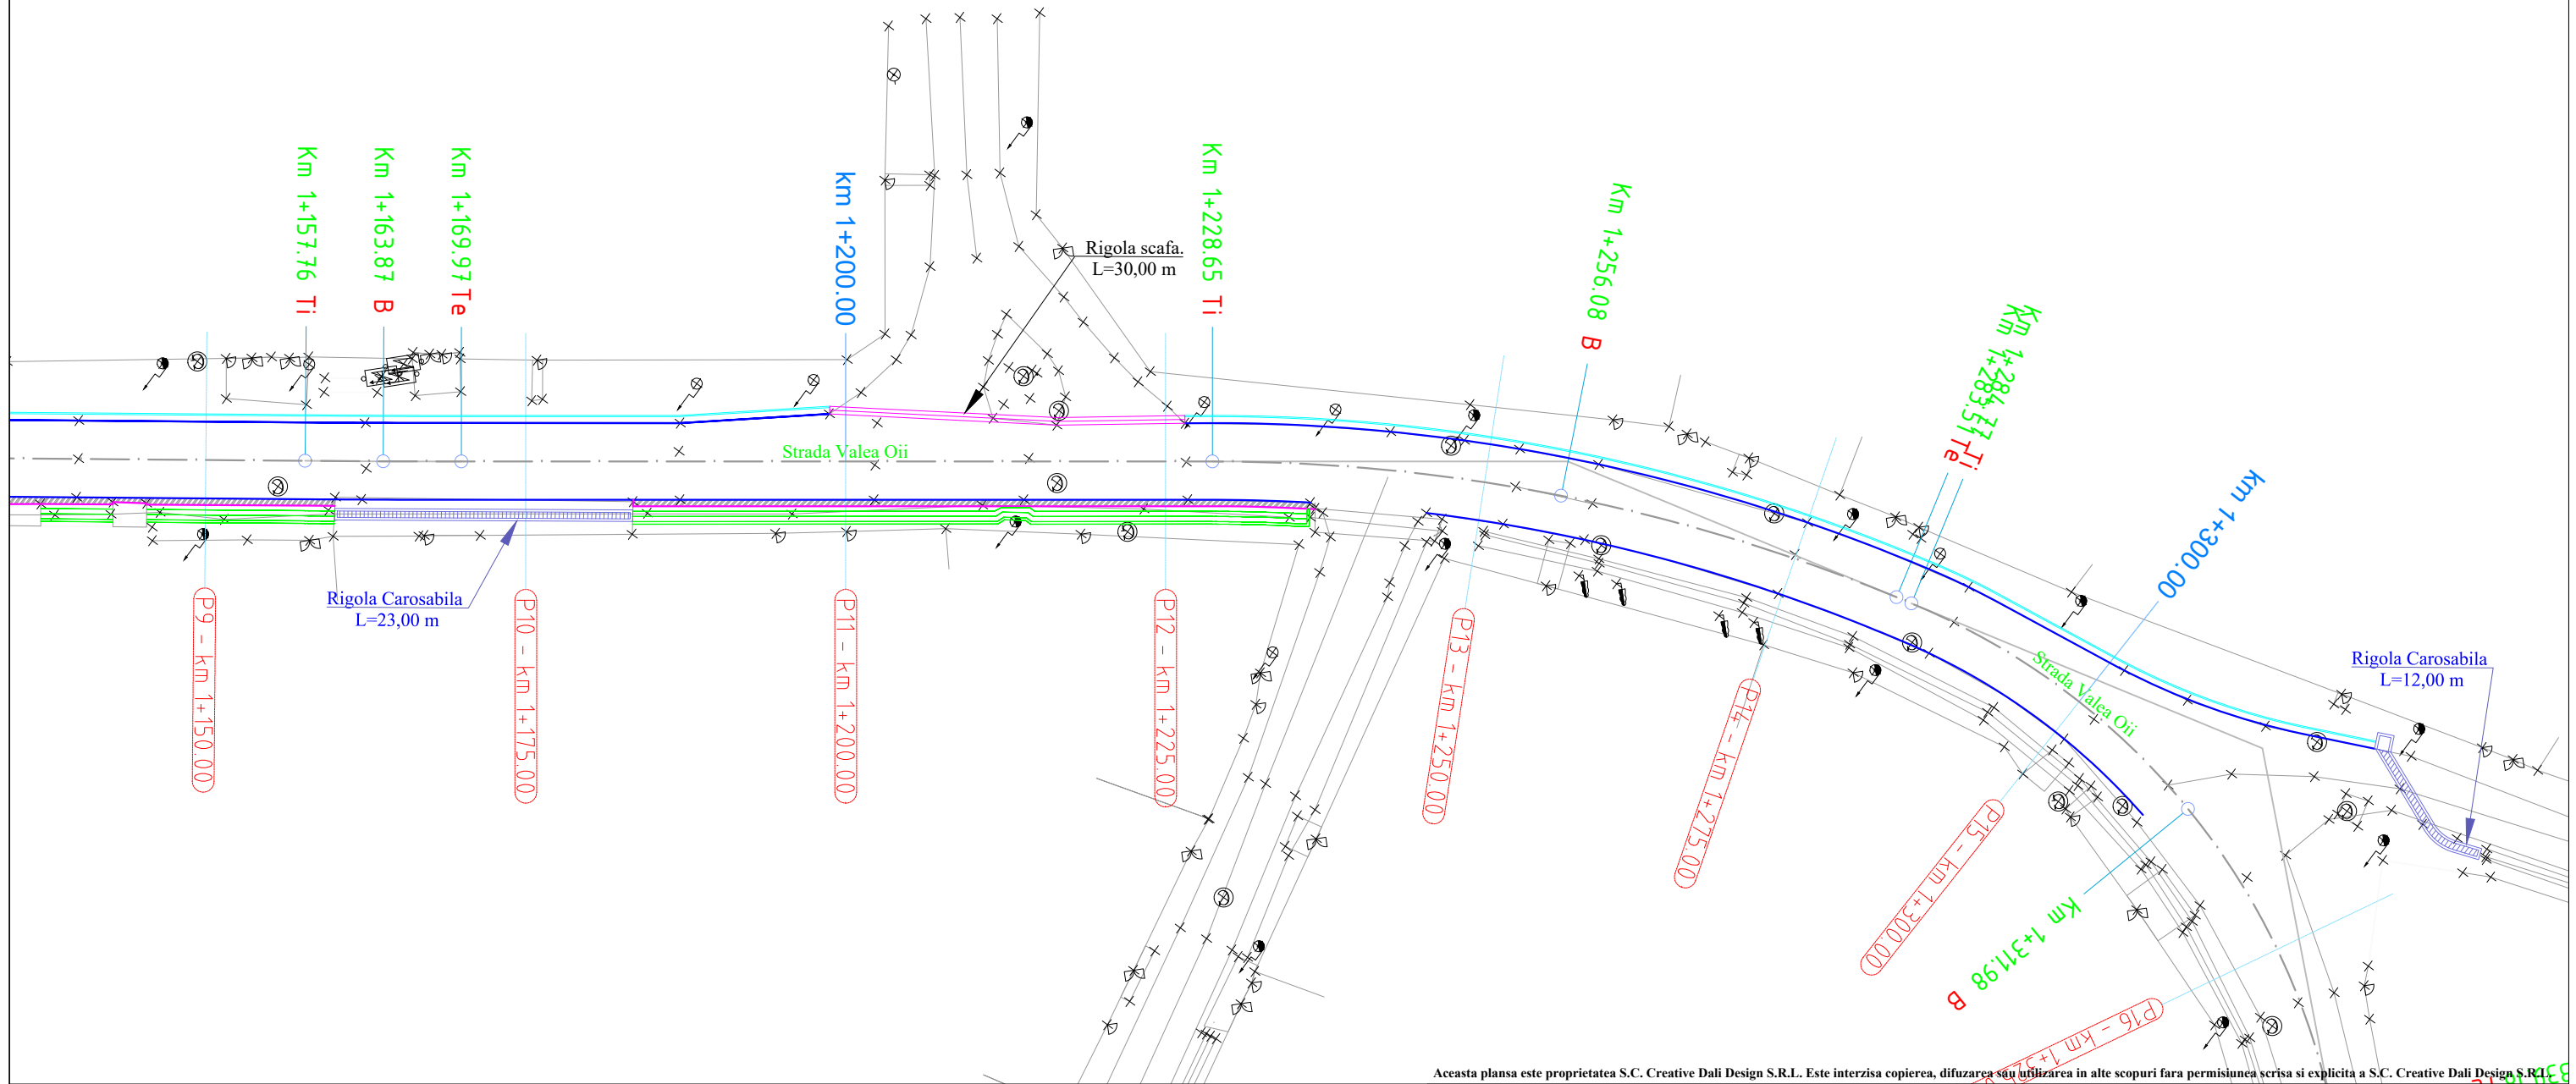 Km 1+157.76 Ti
Km 1+163.87 B
Km 1+169.97 Te
km 1+200.00
Rigola scafa.
L=30,00 m
Km 1+228.65 Ti
Km 1+256.08 B
Km 1+283.51 Te
Km 1+284.77 Ti
km 1+300.00
Strada Valea Oii
Rigola Carosabila
L=23,00 m
P9 - km 1+150.00
P10 - km 1+175.00
P11 - km 1+200.00
P12 - km 1+225.00
P13 - km 1+250.00
P14 - km 1+275.00
P15 - km 1+300.00
Strada Valea Oii
Rigola Carosabila
L=12,00 m
Km 1+311.98 B
P16 - km
Aceasta plansa este proprietatea S.C. Creative Dali Design S.R.L. Este interzisa copierea, difuzarea sau utilizarea in alte scopuri fara permisiunea scrisa si explicita a S.C. Creative Dali Design S.R.L.